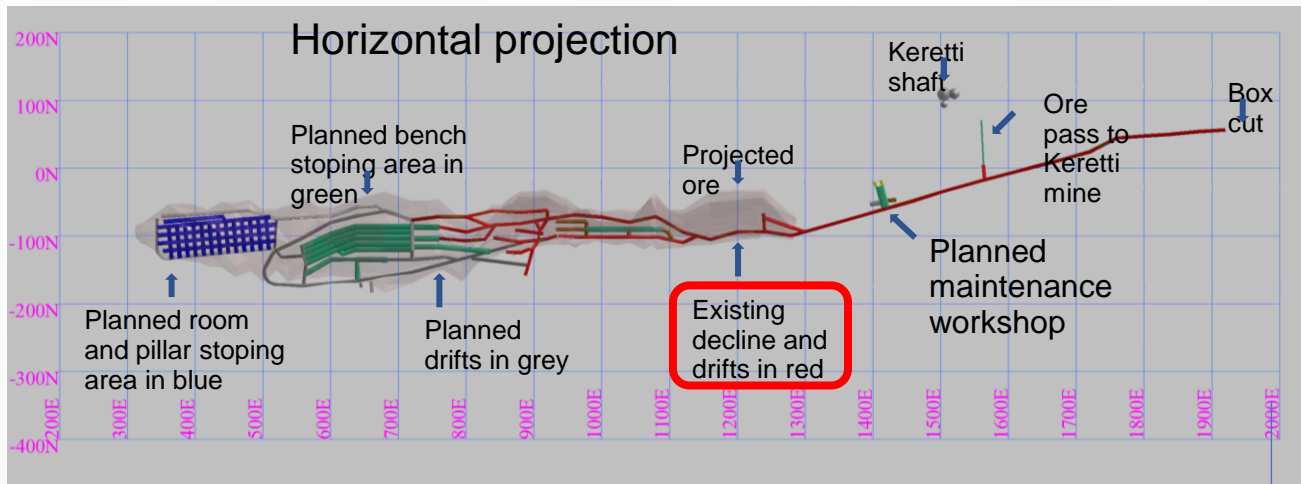 Horizontal projection
200N
100N
0N
-100N
-200N
-300N
-400N
Keretti
shaft
Ore
pass to
Keretti
mine
Box
cut
Planned bench
stoping area in
green
Projected
ore
Planned room
and pillar stoping
area in blue
Planned
drifts in grey
Existing
decline and
drifts in red
Planned
maintenance
workshop
200E
300E
400E
500E
600E
700E
800E
900E
1000E
1100E
1200E
1300E
1400E
1500E
1600E
1700E
1800E
1900E
2000E